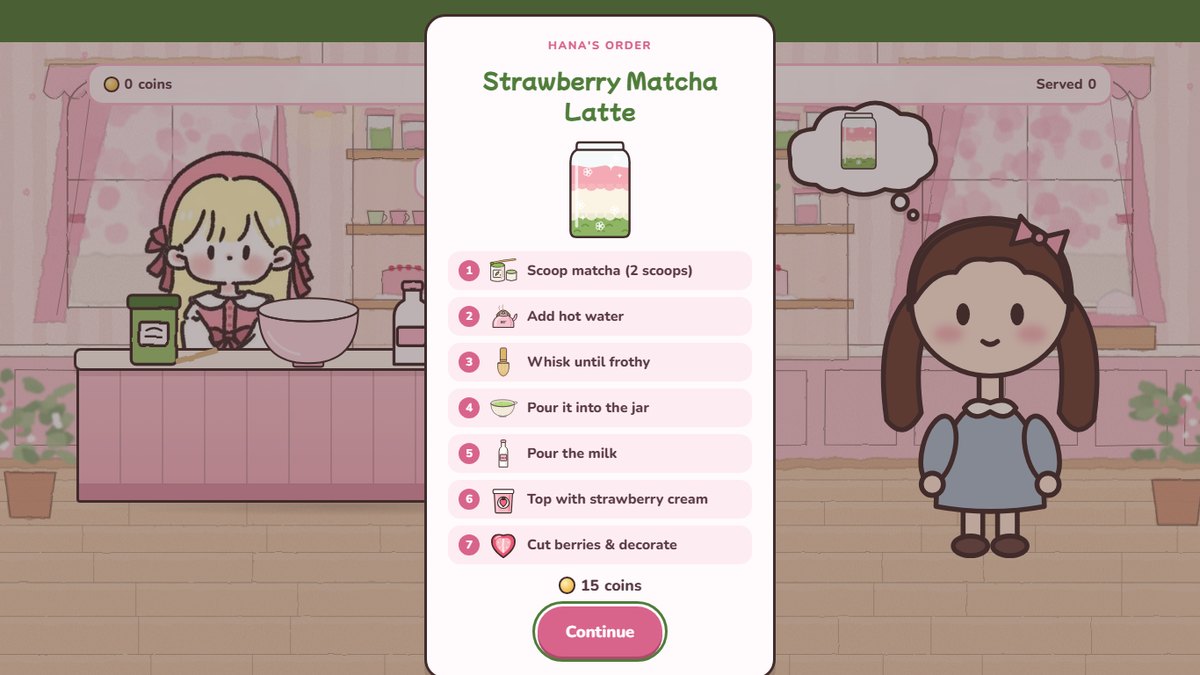 0 coins
Served 0
HANA'S ORDER
Strawberry Matcha
Latte
1 Scoop matcha (2 scoops)
2 Add hot water
3 Whisk until frothy
4 Pour it into the jar
5 Pour the milk
6 Top with strawberry cream
7 Cut berries & decorate
15 coins
Continue